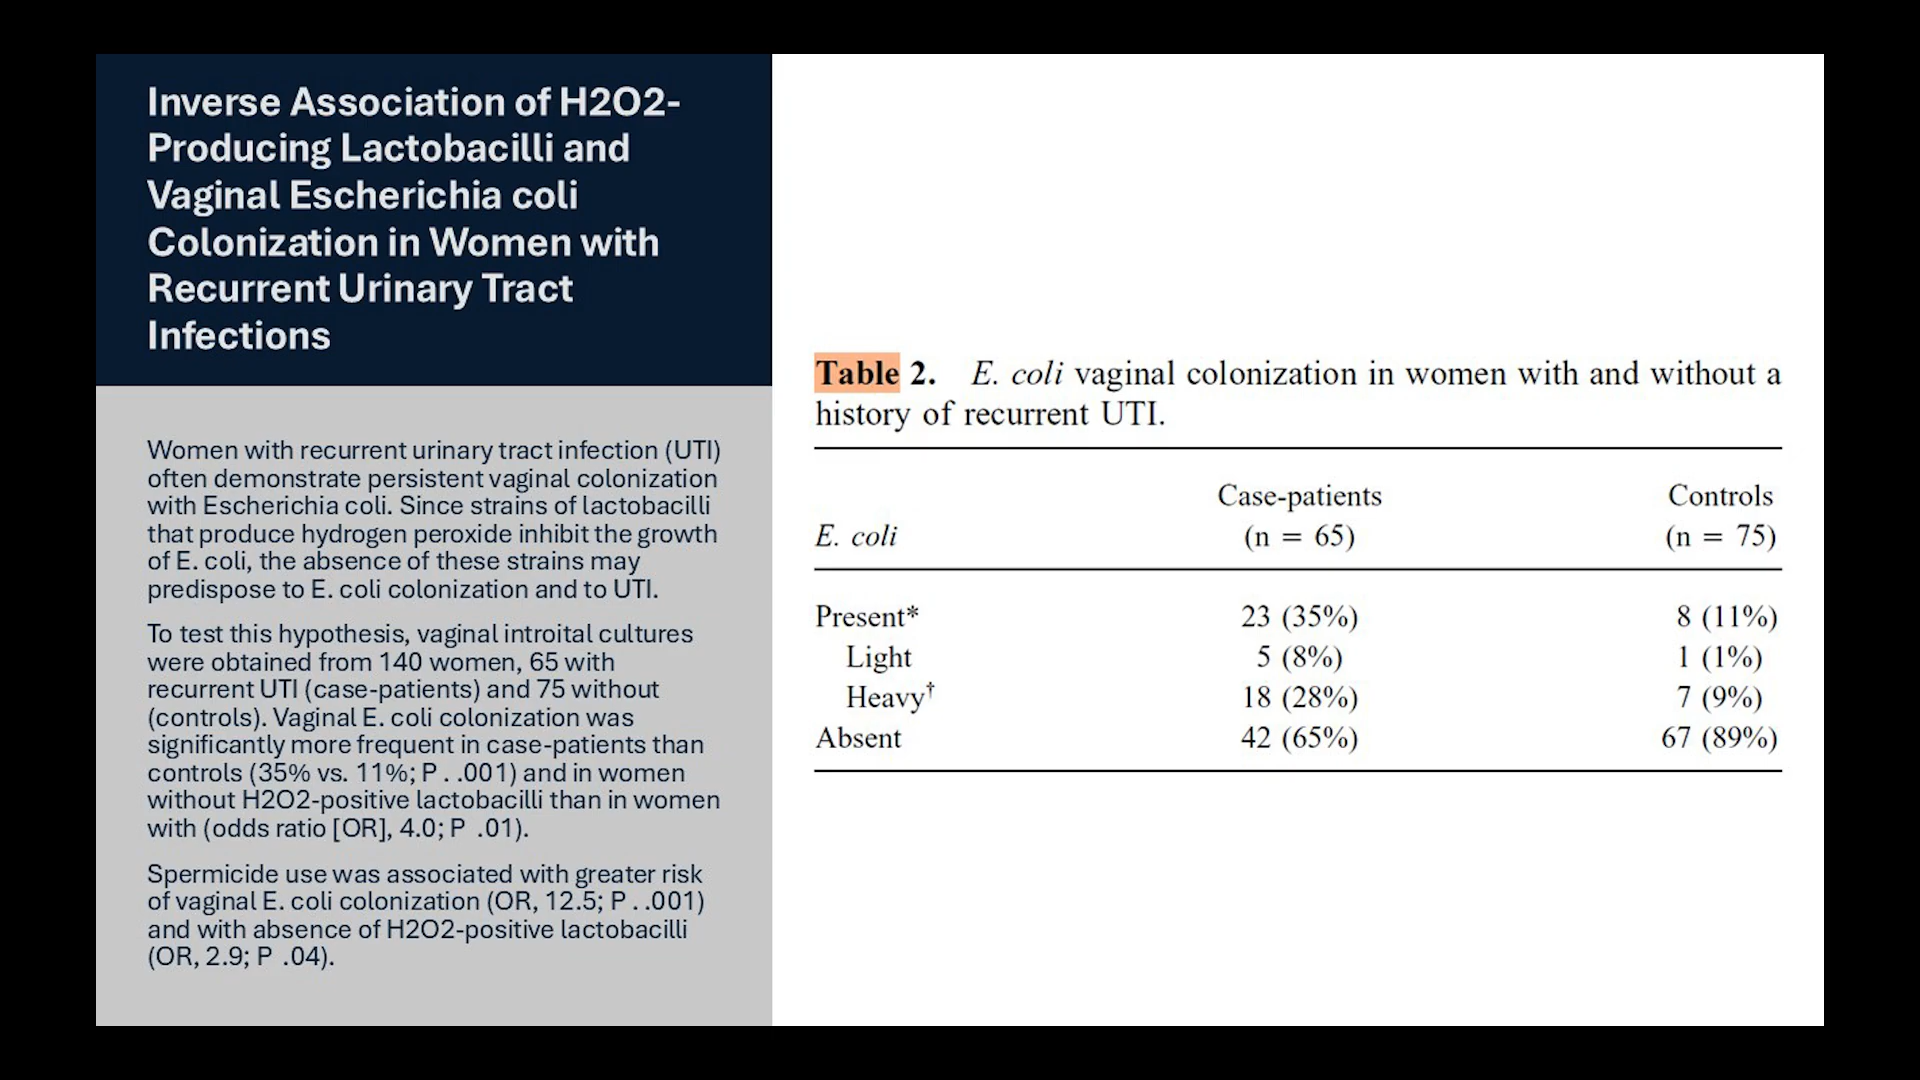 Inverse Association of H2O2-
Producing Lactobacilli and
Vaginal Escherichia coli
Colonization in Women with
Recurrent Urinary Tract
Infections
Women with recurrent urinary tract infection (UTI)
often demonstrate persistent vaginal colonization
with Escherichia coli. Since strains of lactobacilli
that produce hydrogen peroxide inhibit the growth
of E. coli, the absence of these strains may
predispose to E. coli colonization and to UTI.
To test this hypothesis, vaginal introital cultures
were obtained from 140 women, 65 with
recurrent UTI (case-patients) and 75 without
(controls). Vaginal E. coli colonization was
significantly more frequent in case-patients than
controls (35% vs. 11%; P . .001) and in women
without H2O2-positive lactobacilli than in women
with (odds ratio [OR], 4.0; P .01).
Spermicide use was associated with greater risk
of vaginal E. coli colonization (OR, 12.5; P . .001)
and with absence of H2O2-positive lactobacilli
(OR, 2.9; P .04).
Table 2. E. coli vaginal colonization in women with and without a
history of recurrent UTI.
Case-patients Controls
E. coli (n = 65) (n = 75)
Present* 23 (35%) 8 (11%)
Light 5 (8%) 1 (1%)
Heavy† 18 (28%) 7 (9%)
Absent 42 (65%) 67 (89%)